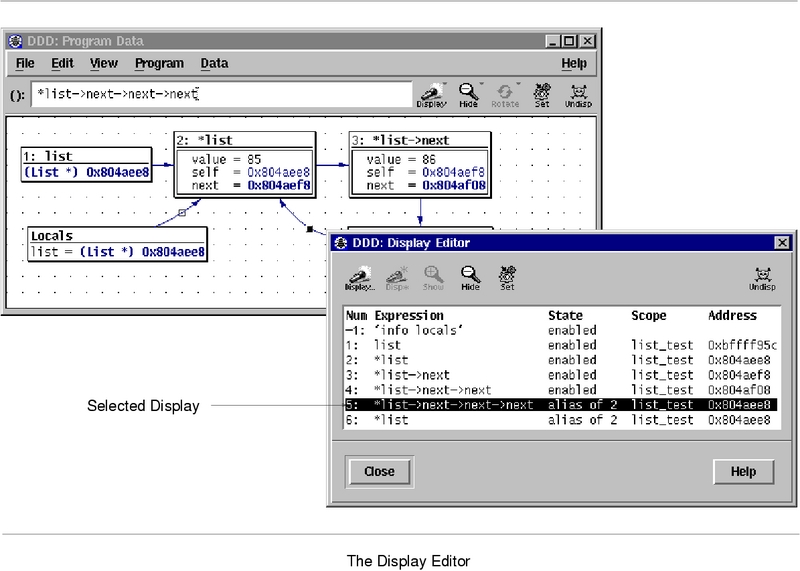 DDD: Program Data
File Edit View Program Data Help
(): *list->next->next->next
Display Hide Rotate Set Undisp
1: list
(List *) 0x804aee8
2: *list
value = 85
self = 0x804aee8
next = 0x804aef8
3: *list->next
value = 86
self = 0x804aef8
next = 0x804af08
Locals
list = (List *) 0x804aee8
DDD: Display Editor
Display... Show Hide Set Undisp
Num Expression State Scope Address
-1: 'info locals' enabled
1: list enabled list_test 0xbffff95c
2: *list enabled list_test 0x804aee8
3: *list->next enabled list_test 0x804aef8
4: *list->next->next enabled list_test 0x804af08
5: *list->next->next->next alias of 2 list_test 0x804aee8
6: *list alias of 2 list_test 0x804aee8
Selected Display
Close Help
The Display Editor